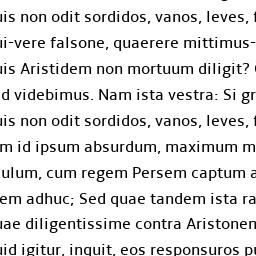 uis non odit sordidos, vanos, leves, f
ui-vere falsone, quaerere mittimus-
uis Aristidem non mortuum diligit? 
d videbimus. Nam ista vestra: Si gr
uis non odit sordidos, vanos, leves, f
m id ipsum absurdum, maximum m
ulum, cum regem Persem captum a
em adhuc; Sed quae tandem ista ra
uae diligentissime contra Aristonem
uid igitur, inquit, eos responsuros pu